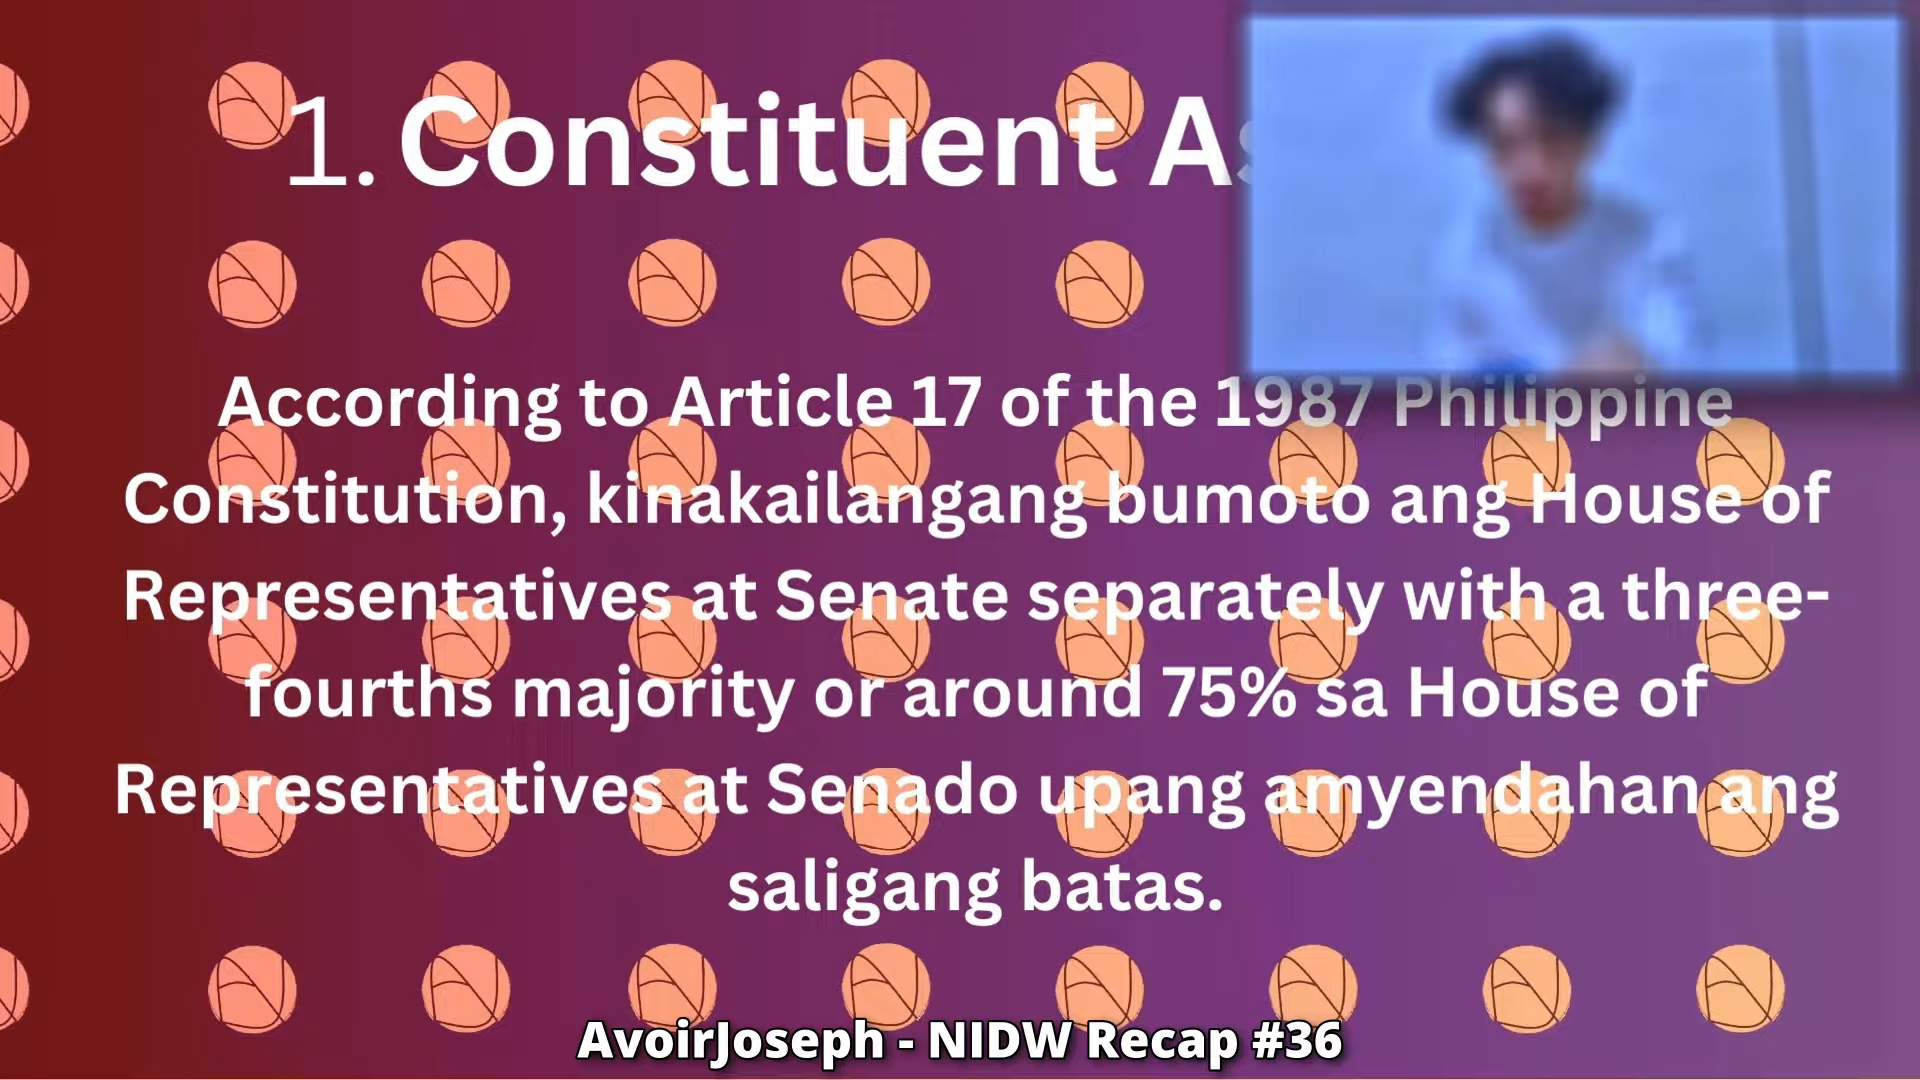 1. Constituent
According to Article 17 of the 1987 Philippine
Constitution, kinakailangang bumoto ang House of
Representatives at Senate separately with a three-
fourths majority or around 75% sa House of
Representatives at Senado upang amyendahan ang
saligang batas.
AvoirJoseph - NIDW Recap #36